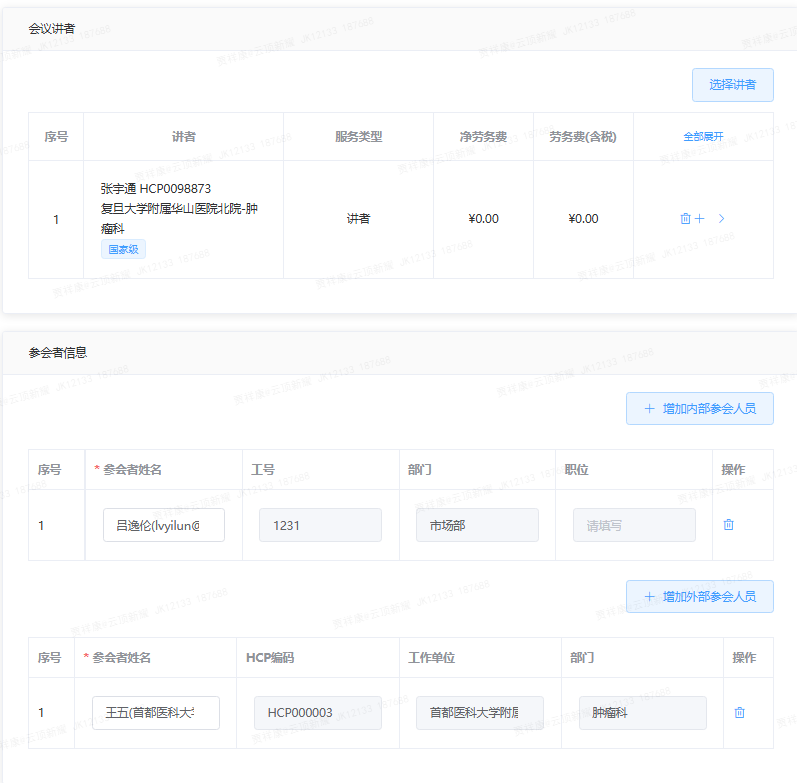 会议讲者
选择讲者
序号 讲者 服务类型 净劳务费 劳务费(含税) 全部展开
张宇通 HCP0098873
复旦大学附属华山医院北院-肿
瘤科
国家级
1 讲者 ¥0.00 ¥0.00
参会者信息
+ 增加内部参会人员
序号 * 参会者姓名 工号 部门 职位 操作
1 吕逸伦(lvyilun@ 1231 市场部 请填写
+ 增加外部参会人员
序号 * 参会者姓名 HCP编码 工作单位 部门 操作
1 王五(首都医科大 HCP000003 首都医科大学附属 肿瘤科